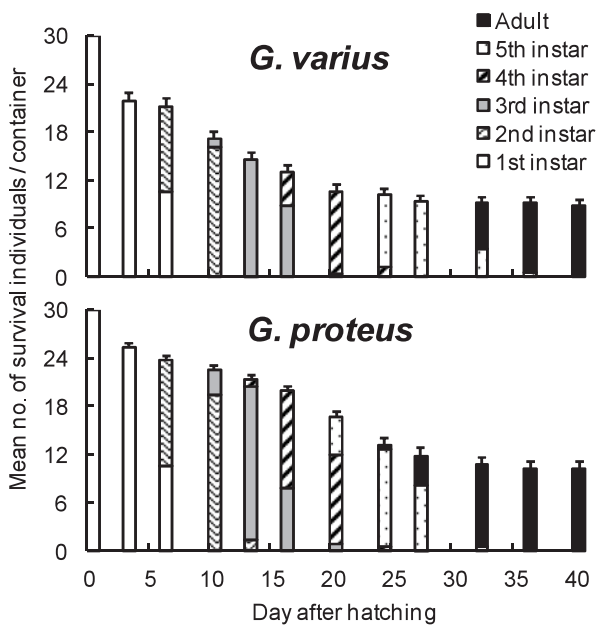 Mean no. of survival individuals / container
30
24
18
12
6
0
G. varius
Adult
5th instar
4th instar
3rd instar
2nd instar
1st instar
30
24
18
12
6
0
G. proteus
0 5 10 15 20 25 30 35 40
Day after hatching